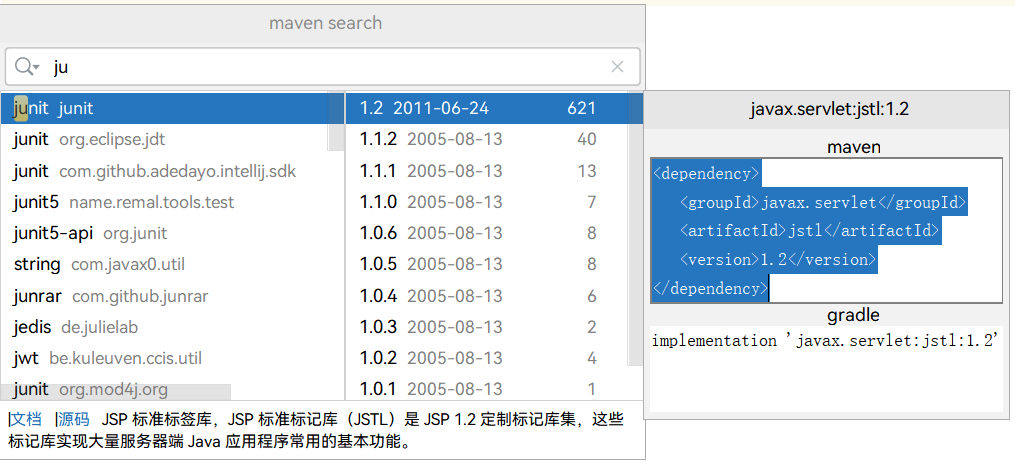 maven search
ju
junit junit
junit org.eclipse.jdt
junit com.github.adedayo.intellij.sdk
junit5 name.remal.tools.test
junit5-api org.junit
string com.javax0.util
junrar com.github.junrar
jedis de.julielab
jwt be.kuleuven.ccis.util
junit org.mod4j.org
1.2 2011-06-24 621
1.1.2 2005-08-13 40
1.1.1 2005-08-13 13
1.1.0 2005-08-13 7
1.0.6 2005-08-13 8
1.0.5 2005-08-13 8
1.0.4 2005-08-13 6
1.0.3 2005-08-13 2
1.0.2 2005-08-13 4
1.0.1 2005-08-13 1
|文档 |源码 JSP 标准标签库，JSP 标准标记库（JSTL）是 JSP 1.2 定制标记库集，这些
标记库实现大量服务器端 Java 应用程序常用的基本功能。
javax.servlet:jstl:1.2
maven
<dependency>
<groupId>javax.servlet</groupId>
<artifactId>jstl</artifactId>
<version>1.2</version>
</dependency>
gradle
implementation 'javax.servlet:jstl:1.2'